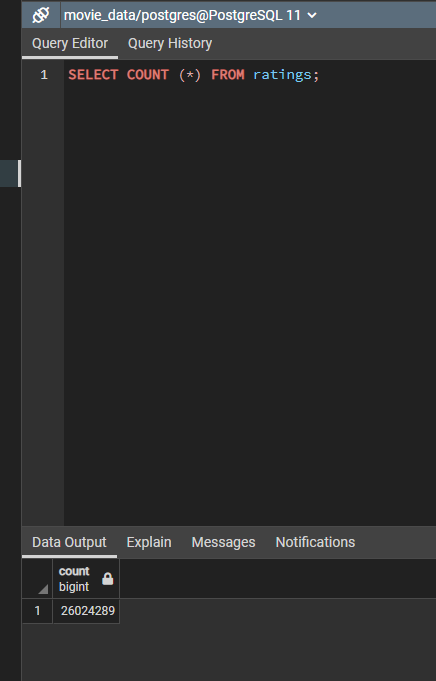 movie_data/postgres@PostgreSQL 11
Query Editor Query History
1 SELECT COUNT (*) FROM ratings;
Data Output Explain Messages Notifications
count
bigint
1 26024289